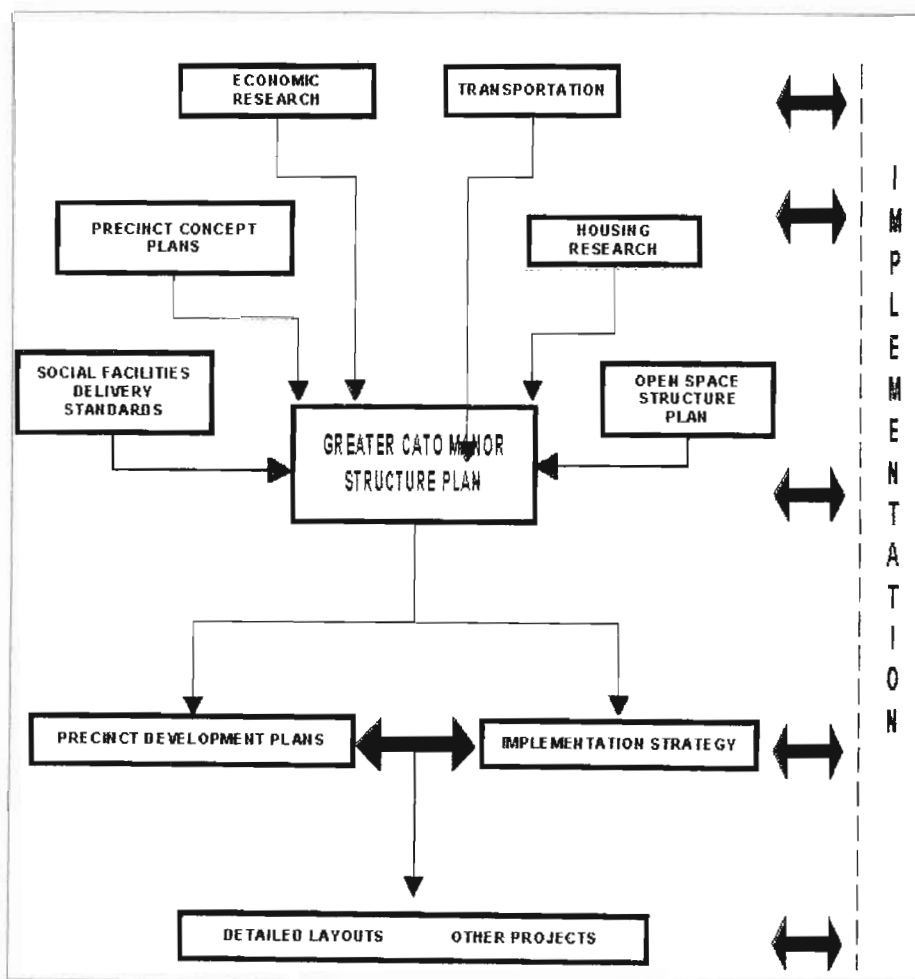 ECONOMIC
RESEARCH
TRANSPORTATION
PRECINCT CONCEPT
PLANS
HOUSING
RESEARCH
SOCIAL FACILITIES
DELIVERY
STANDARDS
OPEN SPACE
STRUCTURE
PLAN
GREATER CATO MANOR
STRUCTURE PLAN
PRECINCT DEVELOPMENT PLANS
IMPLEMENTATION STRATEGY
DETAILED LAYOUTS OTHER PROJECTS
IMPLEMENTATION